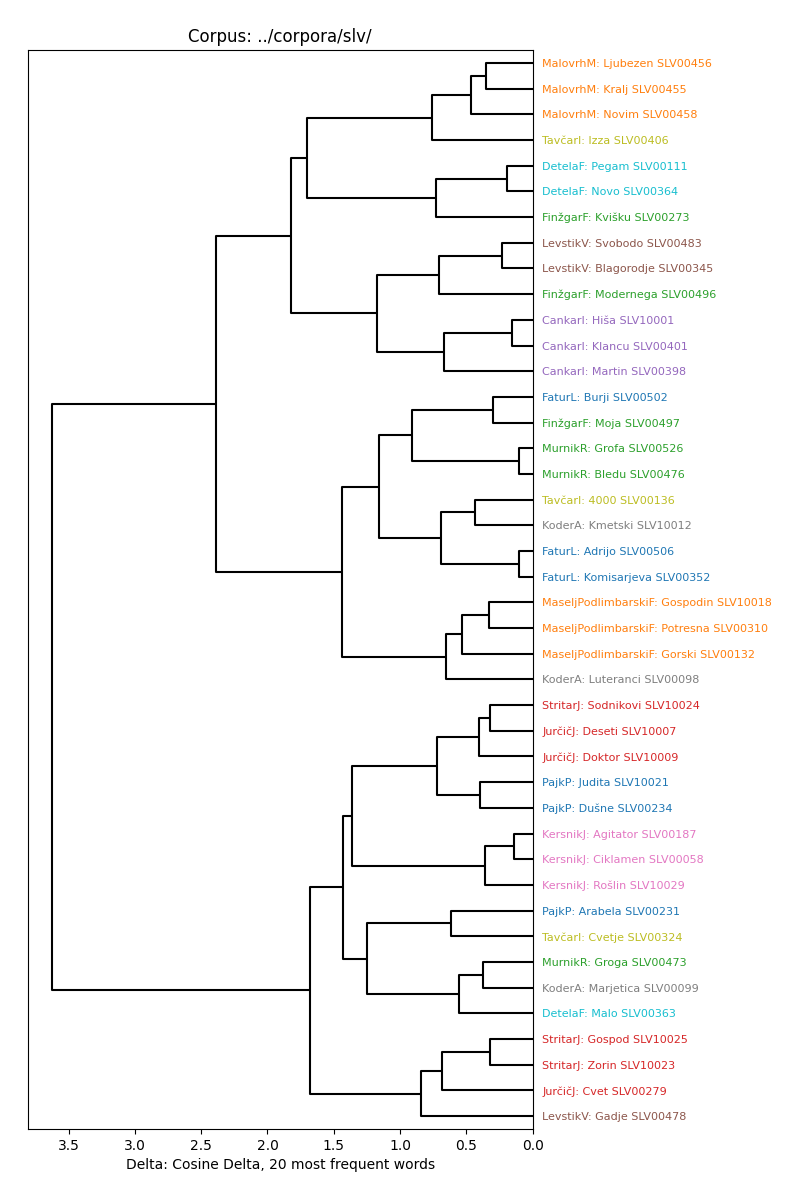 Corpus: ../corpora/slv/
MalovrhM: Ljubezen SLV00456
MalovrhM: Kralj SLV00455
MalovrhM: Novim SLV00458
TavčarI: Izza SLV00406
DetelaF: Pegam SLV00111
DetelaF: Novo SLV00364
FinžgarF: Kvišku SLV00273
LevstikV: Svobodo SLV00483
LevstikV: Blagorodje SLV00345
FinžgarF: Modernega SLV00496
CankarI: Hiša SLV10001
CankarI: Klancu SLV00401
CankarI: Martin SLV00398
FaturL: Burji SLV00502
FinžgarF: Moja SLV00497
MurnikR: Grofa SLV00526
MurnikR: Bledu SLV00476
TavčarI: 4000 SLV00136
KoderA: Kmetski SLV10012
FaturL: Adrijo SLV00506
FaturL: Komisarjeva SLV00352
MaseljPodlimbarskiF: Gospodin SLV10018
MaseljPodlimbarskiF: Potresna SLV00310
MaseljPodlimbarskiF: Gorski SLV00132
KoderA: Luteranci SLV00098
StritarJ: Sodnikovi SLV10024
JurčičJ: Deseti SLV10007
JurčičJ: Doktor SLV10009
PajkP: Judita SLV10021
PajkP: Dušne SLV00234
KersnikJ: Agitator SLV00187
KersnikJ: Ciklamen SLV00058
KersnikJ: Rošlin SLV10029
PajkP: Arabela SLV00231
TavčarI: Cvetje SLV00324
MurnikR: Groga SLV00473
KoderA: Marjetica SLV00099
DetelaF: Malo SLV00363
StritarJ: Gospod SLV10025
StritarJ: Zorin SLV10023
JurčičJ: Cvet SLV00279
LevstikV: Gadje SLV00478
3.5 3.0 2.5 2.0 1.5 1.0 0.5 0.0
Delta: Cosine Delta, 20 most frequent words